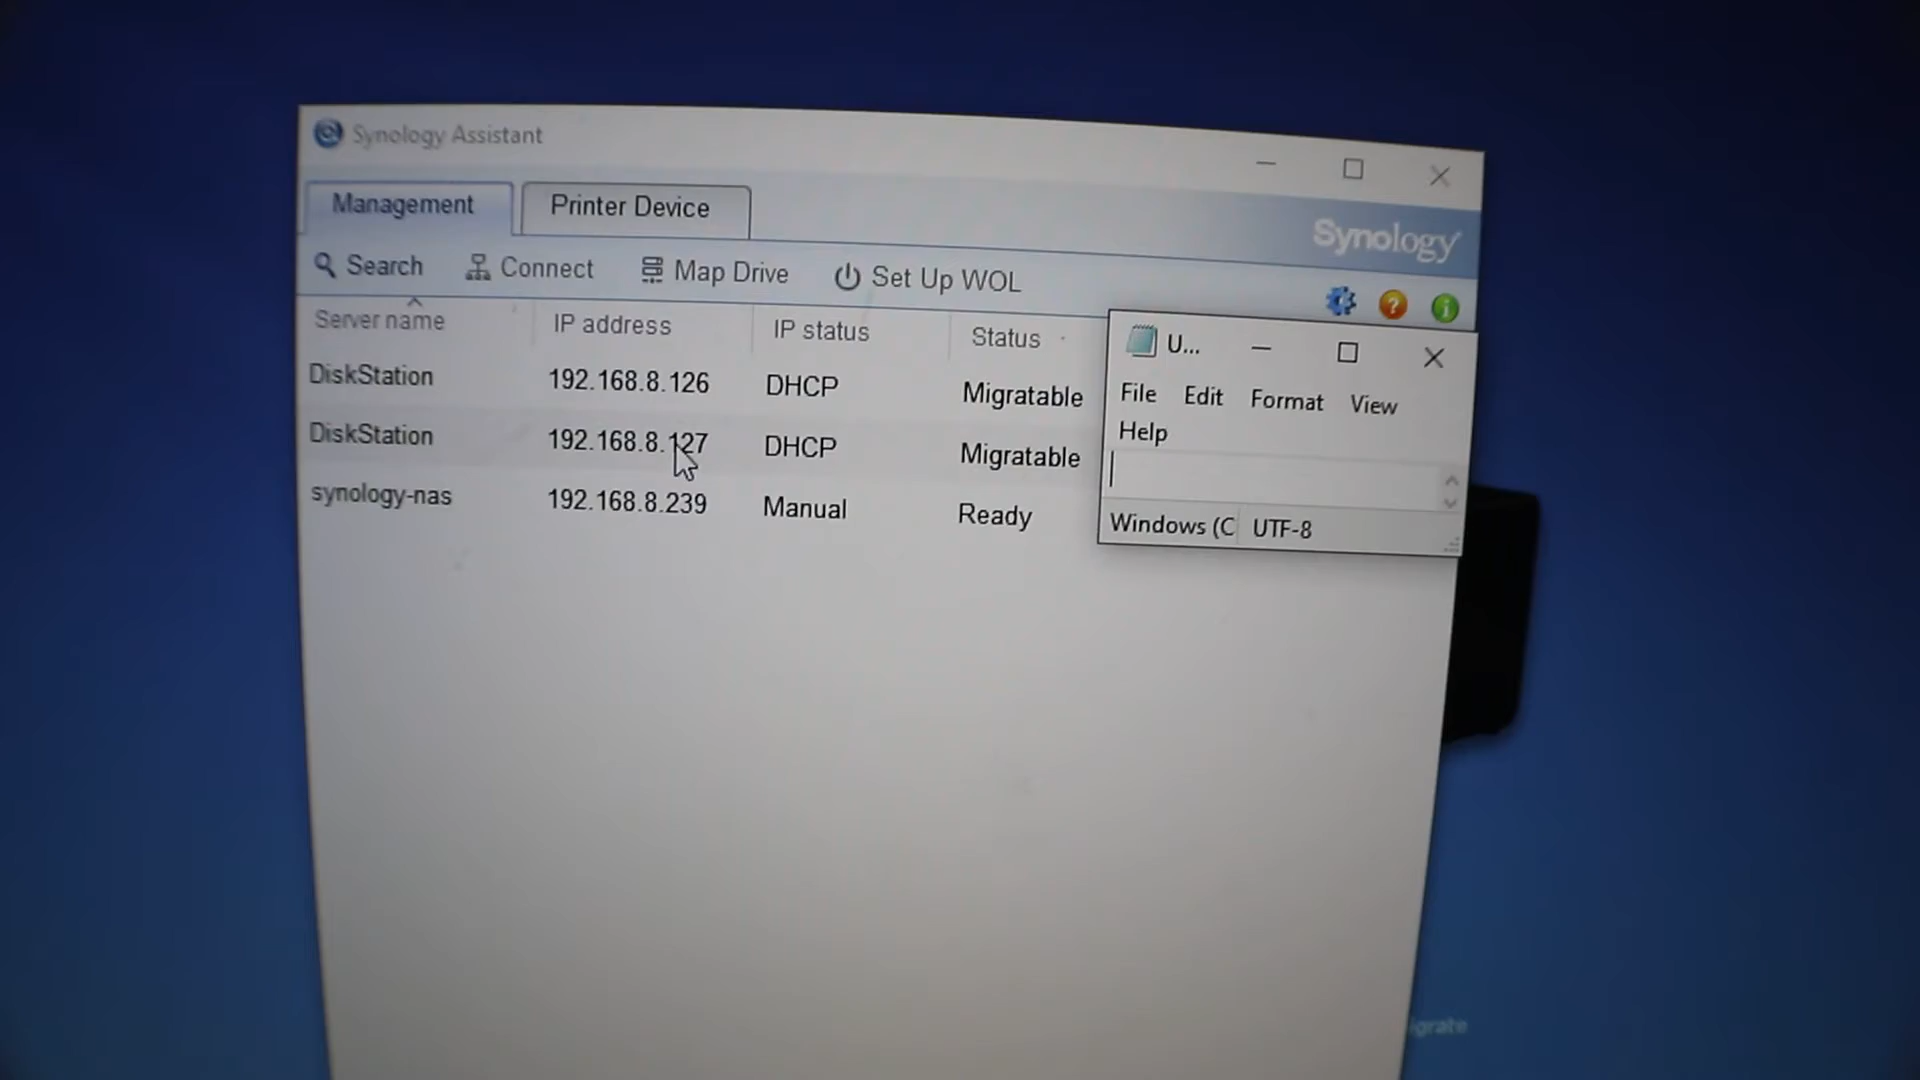 Synology Assistant
Management
Printer Device
Synology
Search
Connect
Map Drive
Set Up WOL
Server name
IP address
IP status
Status
DiskStation
192.168.8.126
DHCP
Migratable
DiskStation
192.168.8.127
DHCP
Migratable
synology-nas
192.168.8.239
Manual
Ready
U...
File
Edit
Format
View
Help
Windows (C
UTF-8